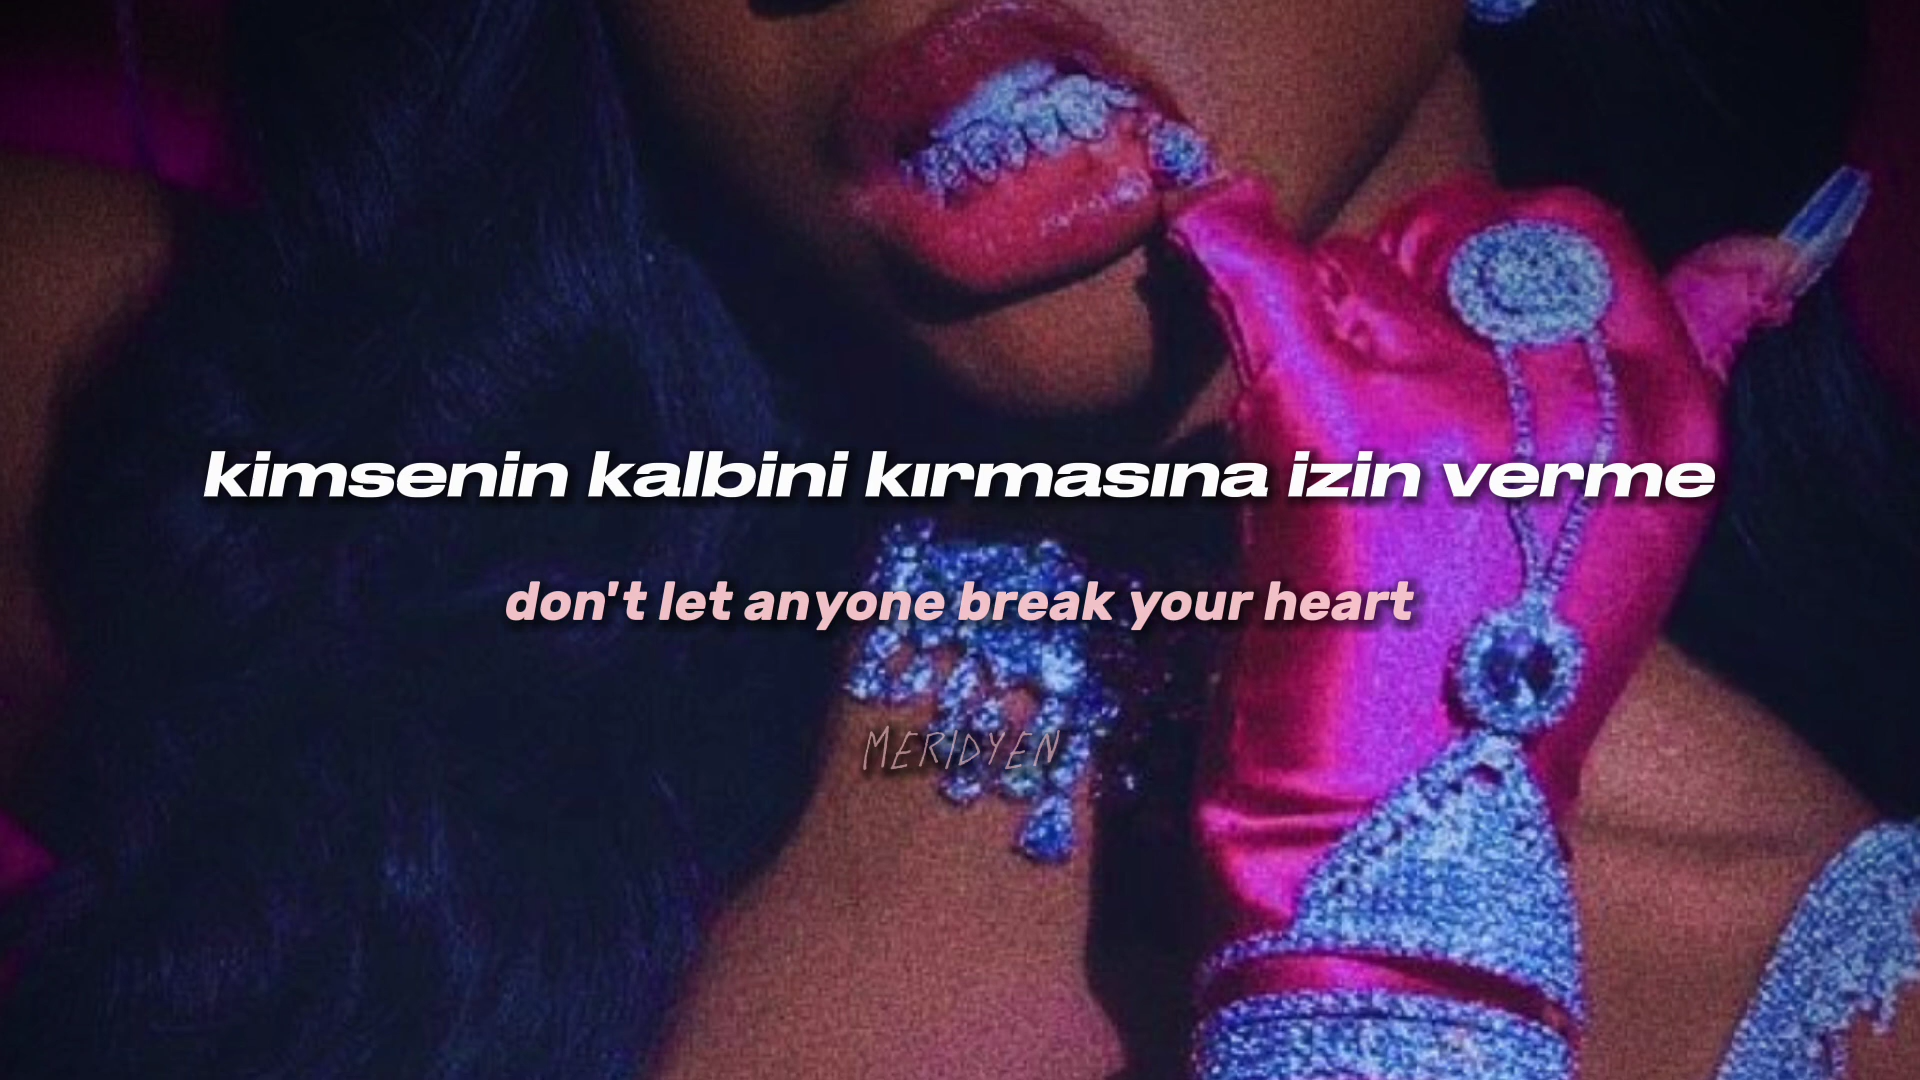 kimsenin kalbini kırmasına izin verme
don't let anyone break your heart
MERIDYEN